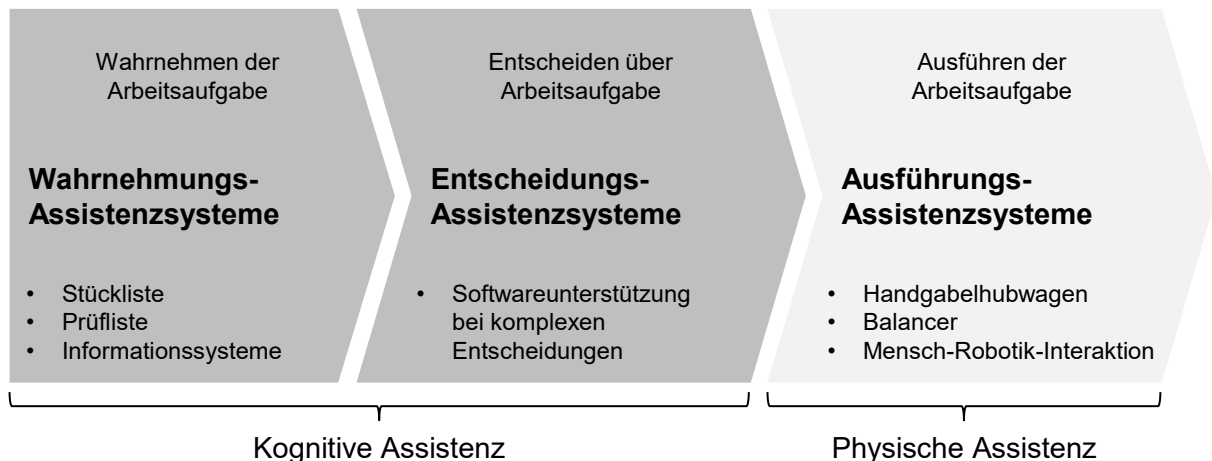 Wahrnehmen der
Arbeitsaufgabe
Wahrnehmungs-
Assistenzsysteme
• Stückliste
• Prüfliste
• Informationssysteme
Entscheiden über
Arbeitsaufgabe
Entscheidungs-
Assistenzsysteme
• Softwareunterstützung
bei komplexen
Entscheidungen
Ausführen der
Arbeitsaufgabe
Ausführungs-
Assistenzsysteme
• Handgabelhubwagen
• Balancer
• Mensch-Robotik-Interaktion
Kognitive Assistenz
Physische Assistenz